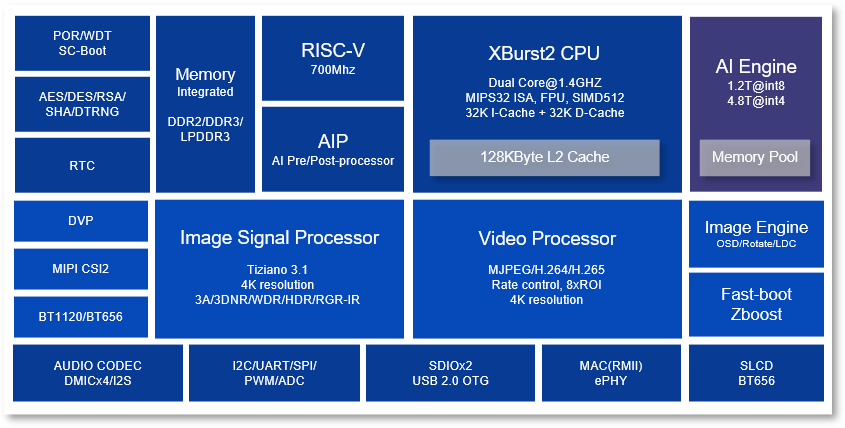 POR/WDT
SC-Boot
AES/DES/RSA/
SHA/DTRNG
RTC
Memory
Integrated
DDR2/DDR3/
LPDDR3
RISC-V
700Mhz
AIP
AI Pre/Post-processor
XBurst2 CPU
Dual Core@1.4GHZ
MIPS32 ISA, FPU, SIMD512
32K I-Cache + 32K D-Cache
128KByte L2 Cache
AI Engine
1.2T@int8
4.8T@int4
Memory Pool
DVP
MIPI CSI2
BT1120/BT656
Image Signal Processor
Tiziano 3.1
4K resolution
3A/3DNR/WDR/HDR/RGR-IR
Video Processor
MJPEG/H.264/H.265
Rate control, 8xROI
4K resolution
Image Engine
OSD/Rotate/LDC
Fast-boot
Zboost
AUDIO CODEC
DMICx4/I2S
I2C/UART/SPI/
PWM/ADC
SDIOx2
USB 2.0 OTG
MAC(RMII)
ePHY
SLCD
BT656